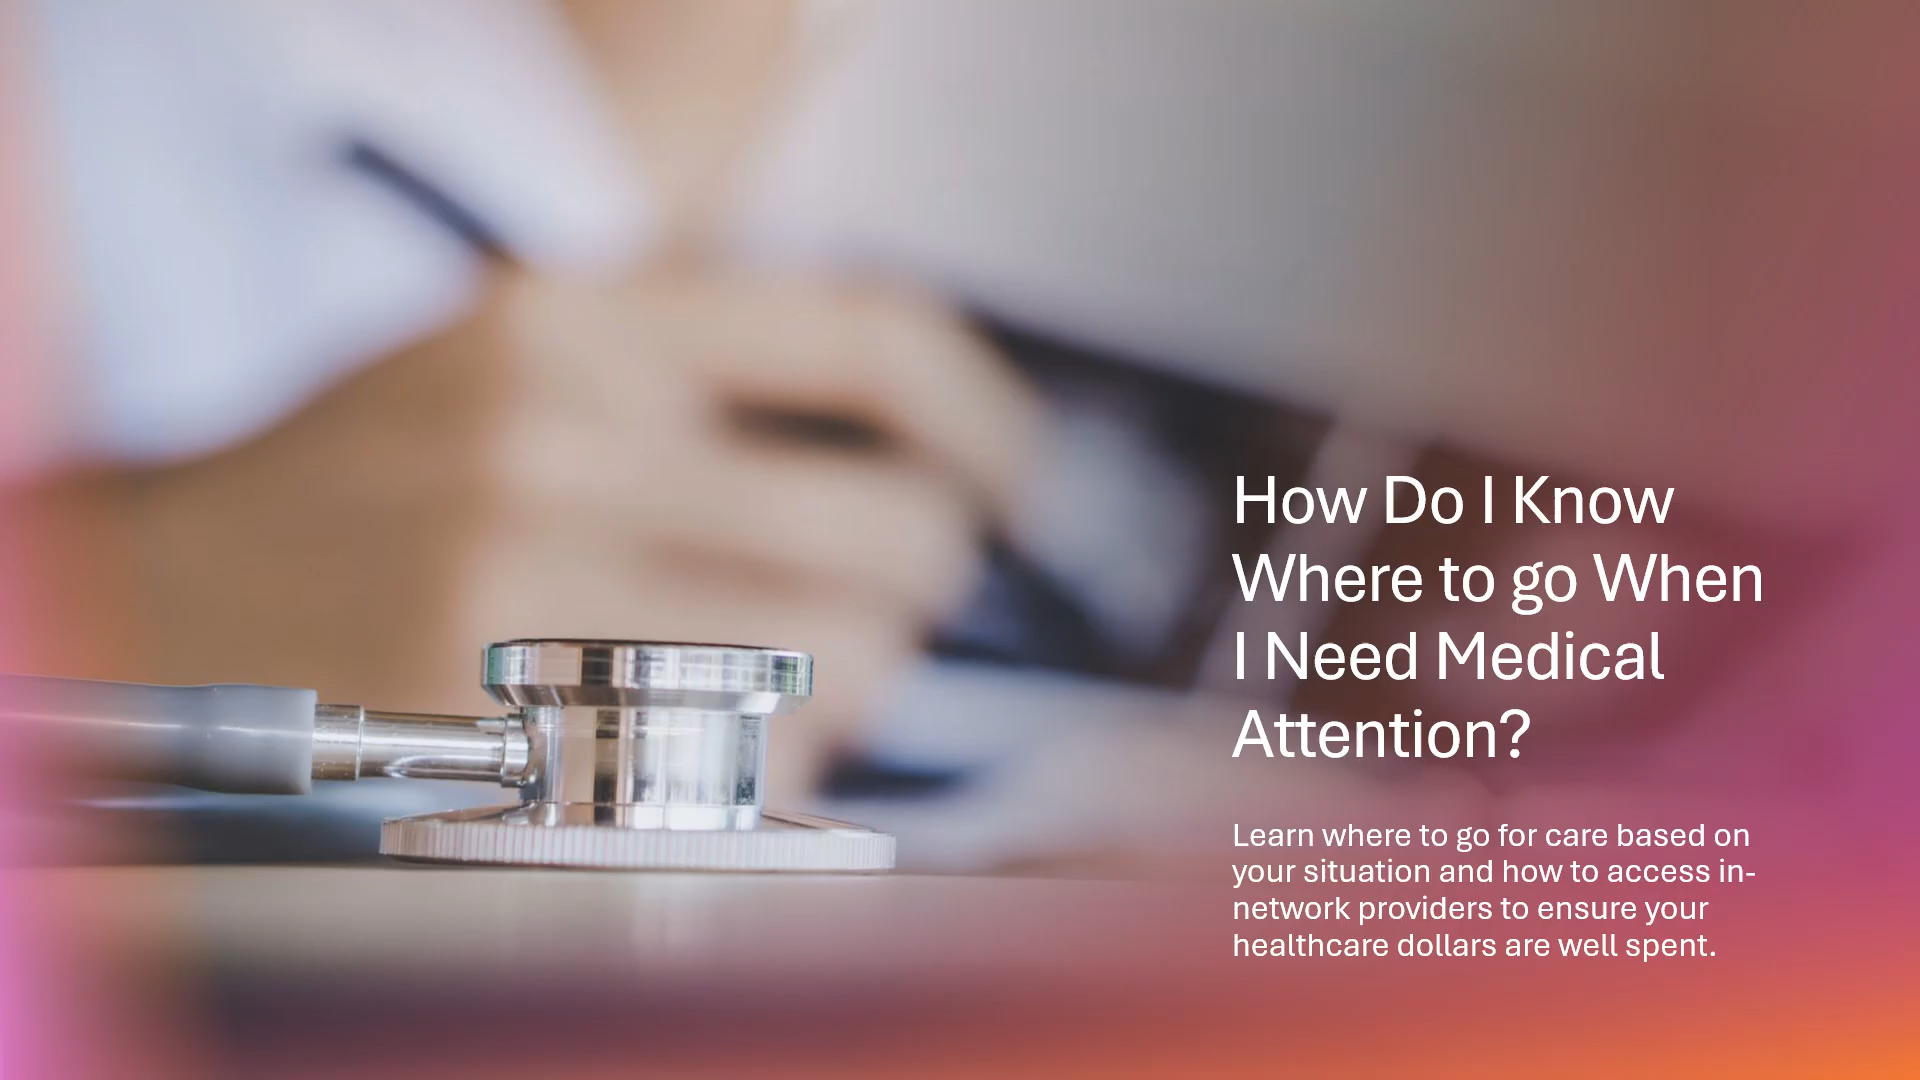 How Do I Know
Where to go When
I Need Medical
Attention?
Learn where to go for care based on
your situation and how to access in-
network providers to ensure your
healthcare dollars are well spent.